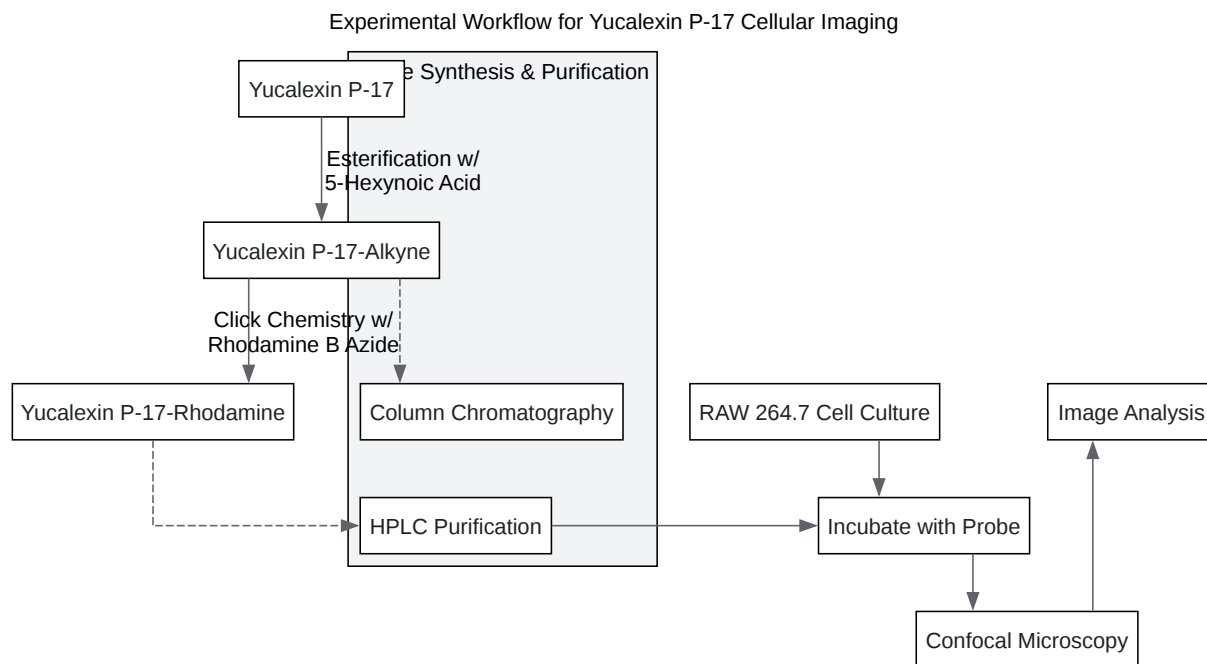 Experimental Workflow for Yucalexin P-17 Cellular Imaging
e Synthesis & Purification
Yucalexin P-17
Esterification w/
5-Hexynoic Acid
Yucalexin P-17-Alkyne
Click Chemistry w/
Rhodamine B Azide
Yucalexin P-17-Rhodamine
Column Chromatography
RAW 264.7 Cell Culture
Image Analysis
HPLC Purification
Incubate with Probe
Confocal Microscopy